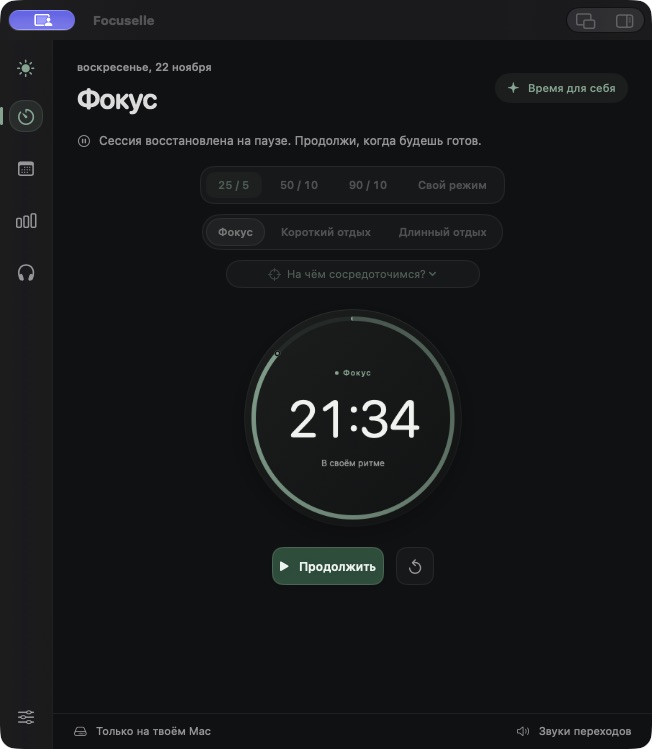 Focuselle
воскресенье, 22 ноября
Фокус
Время для себя
Сессия восстановлена на паузе. Продолжи, когда будешь готов.
25 / 5 50 / 10 90 / 10 Свой режим
Фокус Короткий отдых Длинный отдых
На чём сосредоточимся?
Фокус
21:34
В своём ритме
Продолжить
Только на твоём Mac Звуки переходов